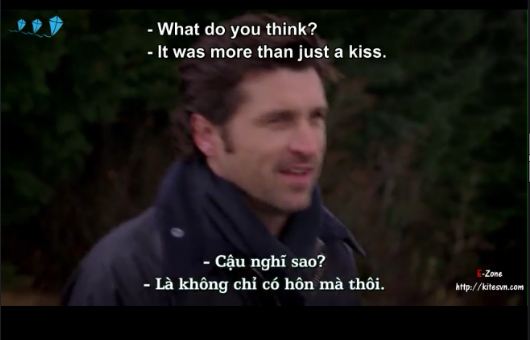 - What do you think?
- It was more than just a kiss.
- Cậu nghĩ sao?
- Là không chỉ có hôn mà thôi.
E-Zone
http://kitesvn.com